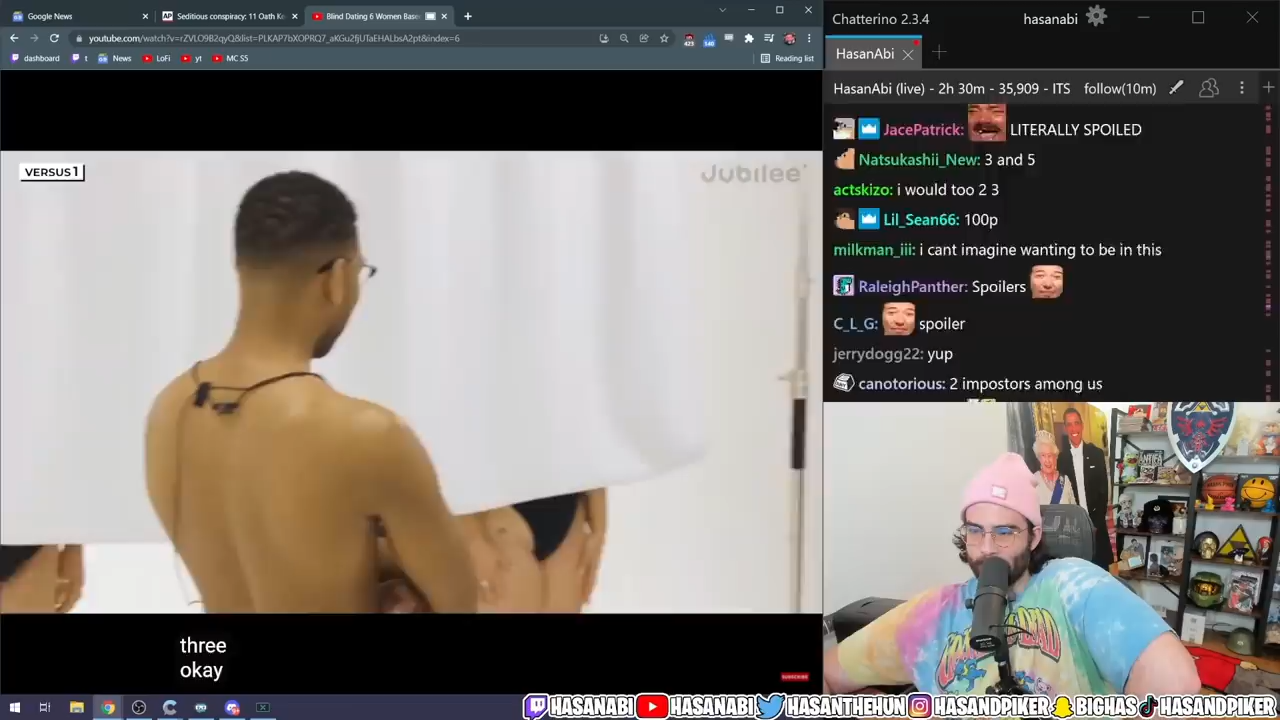 Google News
Seditious conspiracy: 11 Oath Ke
Blind Dating 6 Women Base
youtube.com/watch?v=rZVLO9B2qyQ&list=PLKAP7bXOPRQ7_aKGu2fjUTaEHALbsA2pt&index=6
dashboard
t
News
LoFi
yt
MC SS
Reading list
VERSUS 1
Jubilee
three
okay
SUBSCRIBE
Chatterino 2.3.4
hasanabi
HasanAbi
HasanAbi (live) - 2h 30m - 35,909 - ITS
follow(10m)
JacePatrick: LITERALLY SPOILED
Natsukashii_New: 3 and 5
actskizo: i would too 2 3
Lil_Sean66: 100p
milkman_iii: i cant imagine wanting to be in this
RaleighPanther: Spoilers
C_L_G: spoiler
jerrydogg22: yup
canotorious: 2 impostors among us
ANTIFA
HASANABI
HASANABI
HASANTHEHUN
HASANDPIKER
BIGHAS
HASANDPIKER